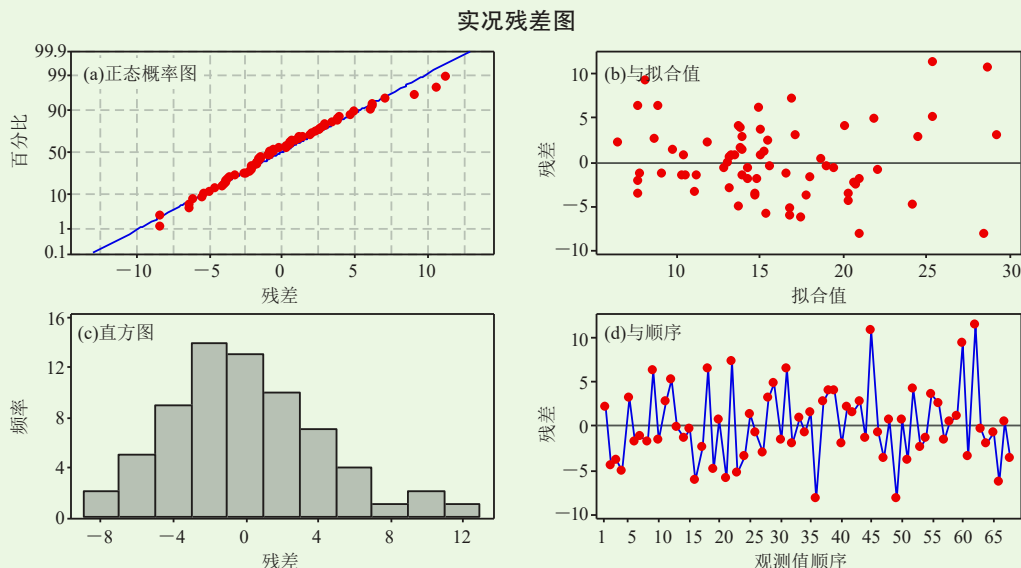 实况残差图
(a)正态概率图
百分比
99.9
99
90
50
10
1
0.1
−10 −5 0 5 10
残差
(b)与拟合值
残差
10
5
0
−5
−10
10 15 20 25 30
拟合值
(c)直方图
频率
16
12
8
4
0
−8 −4 0 4 8 12
残差
(d)与顺序
残差
10
5
0
−5
−10
1 5 10 15 20 25 30 35 40 45 50 55 60 65
观测值顺序